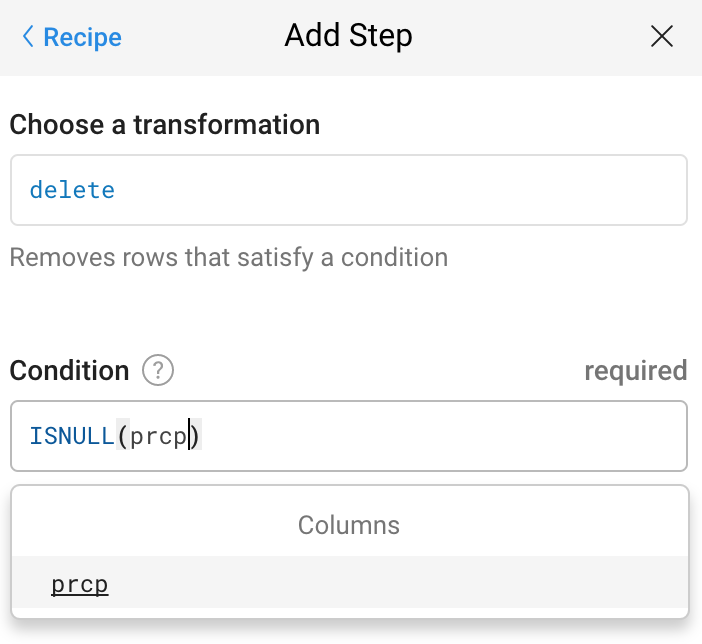 Recipe
Add Step
Choose a transformation
delete
Removes rows that satisfy a condition
Condition ? required
ISNULL(prcp)
Columns
prcp